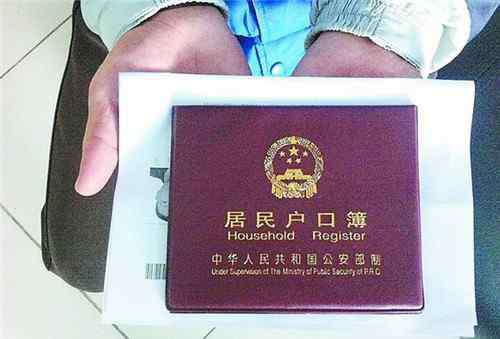 居民户口簿
Household Register
中华人民共和国公安部制
Under Supervision of The Ministry of Public Security of P.R.C